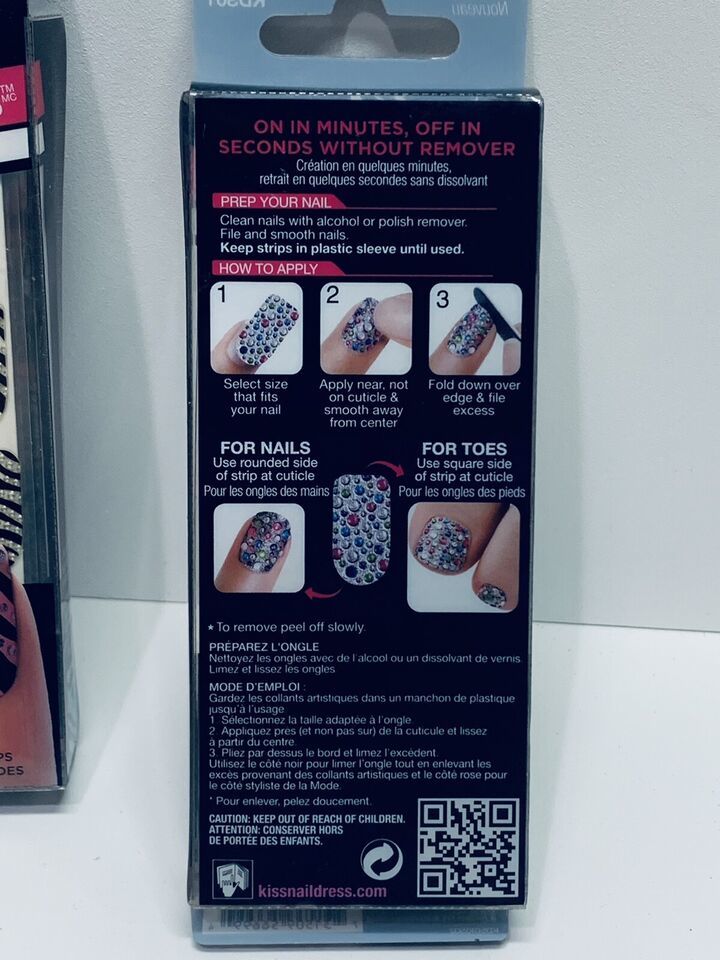 KD301
Nouveau
TM
MC
ON IN MINUTES, OFF IN
SECONDS WITHOUT REMOVER
Création en quelques minutes,
retrait en quelques secondes sans dissolvant
PREP YOUR NAIL
Clean nails with alcohol or polish remover.
File and smooth nails.
Keep strips in plastic sleeve until used.
HOW TO APPLY
1
2
3
Select size
that fits
your nail
Apply near, not
on cuticle &
smooth away
from center
Fold down over
edge & file
excess
FOR NAILS
Use rounded side
of strip at cuticle
Pour les ongles des mains
FOR TOES
Use square side
of strip at cuticle
Pour les ongles des pieds
* To remove peel off slowly.
PRÉPAREZ L'ONGLE
Nettoyez les ongles avec de l'alcool ou un dissolvant de vernis
Limez et lissez les ongles
MODE D'EMPLOI :
Gardez les collants artistiques dans un manchon de plastique
jusqu'à l'usage
1 Sélectionnez la taille adaptée à l'ongle
2 Appliquez pres (et non pas sur) de la cuticule et lissez
à partir du centre.
3. Pliez par dessus le bord et limez l'excédent.
Utilisez le côté noir pour limer l'ongle tout en enlevant les
excès provenant des collants artistiques et le côté rose pour
le côté styliste de la Mode.
* Pour enlever, pelez doucement.
CAUTION: KEEP OUT OF REACH OF CHILDREN.
ATTENTION: CONSERVER HORS
DE PORTÉE DES ENFANTS.
kissnaildress.com